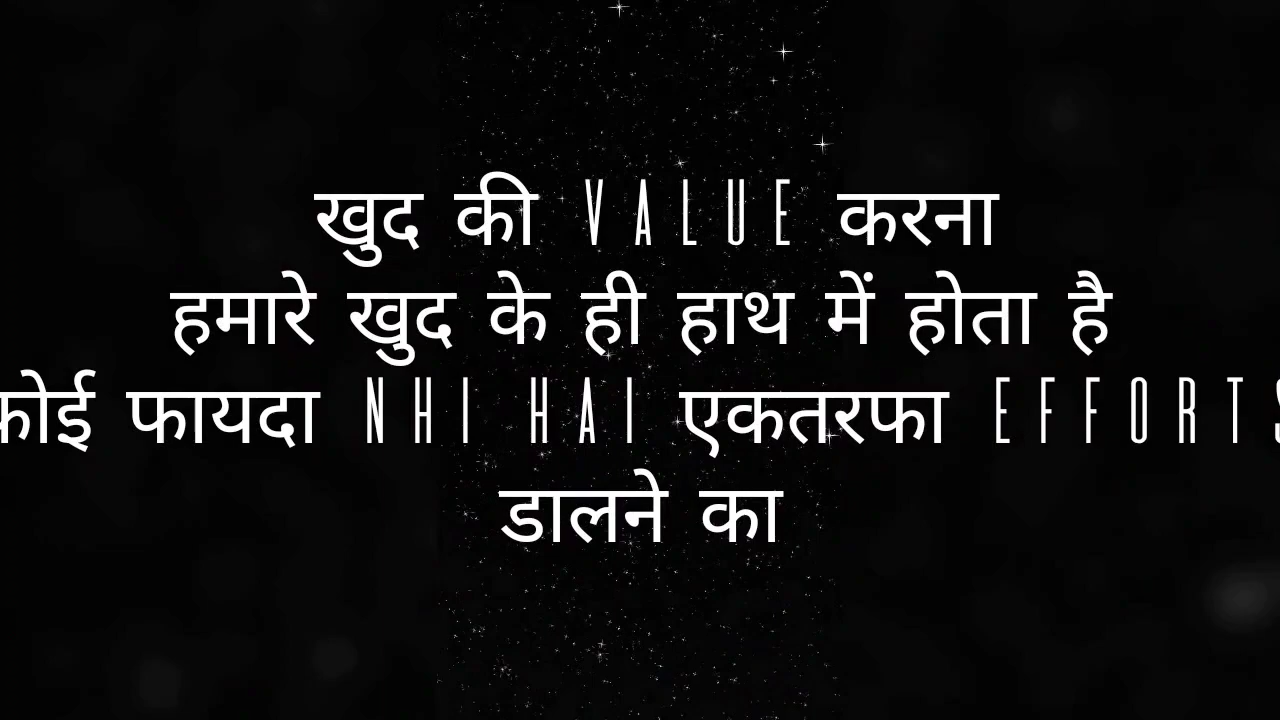 खुद की VALUE करना
हमारे खुद के ही हाथ में होता है
कोई फायदा NHI HAI एकतरफा EFFORTS
डालने का